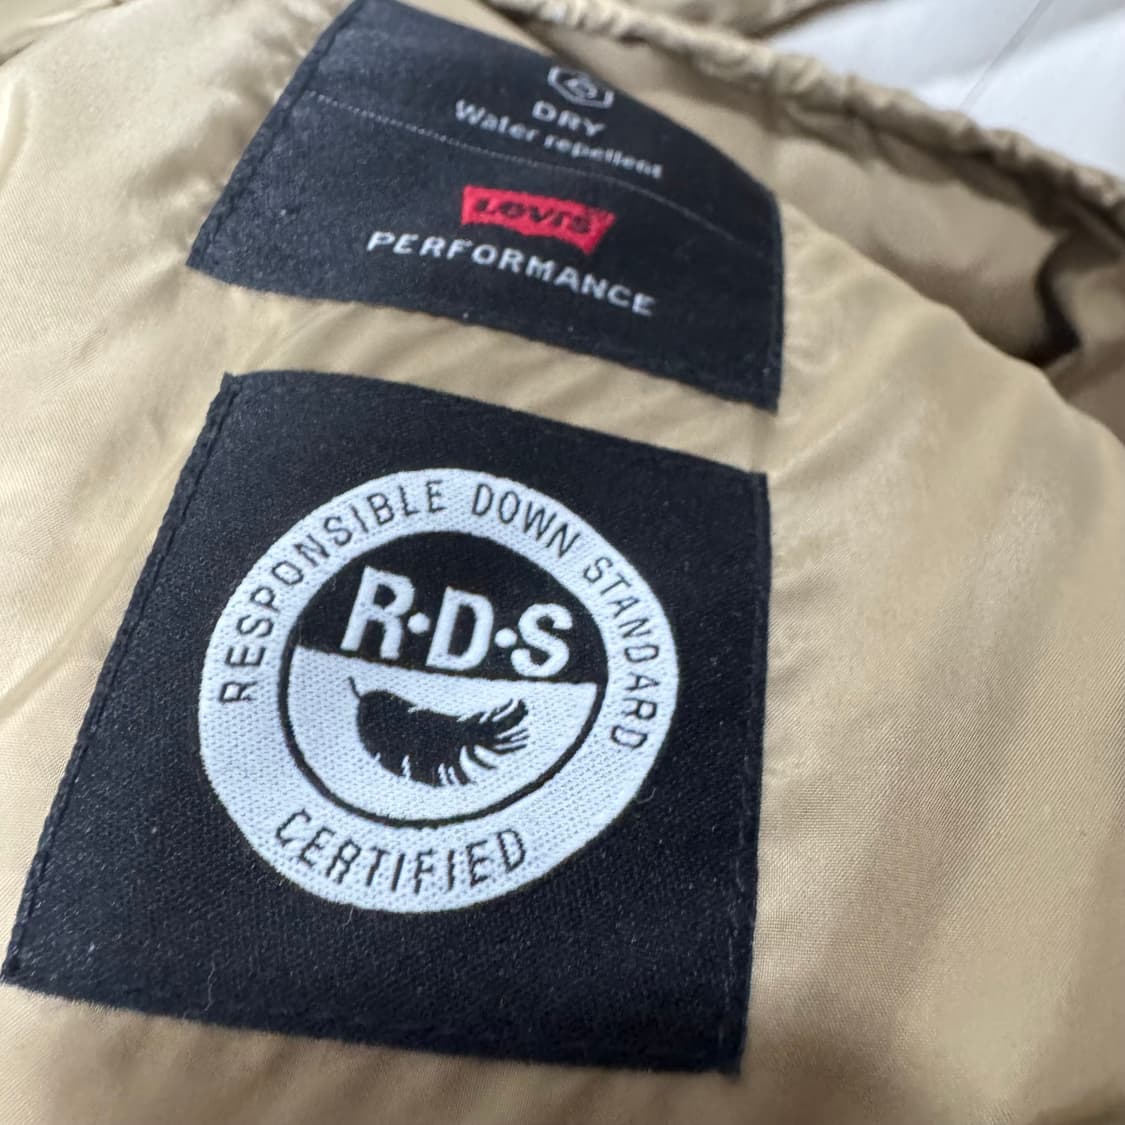 DRY
Water repellent
Levi's
PERFORMANCE
RESPONSIBLE DOWN STANDARD
R·D·S
CERTIFIED